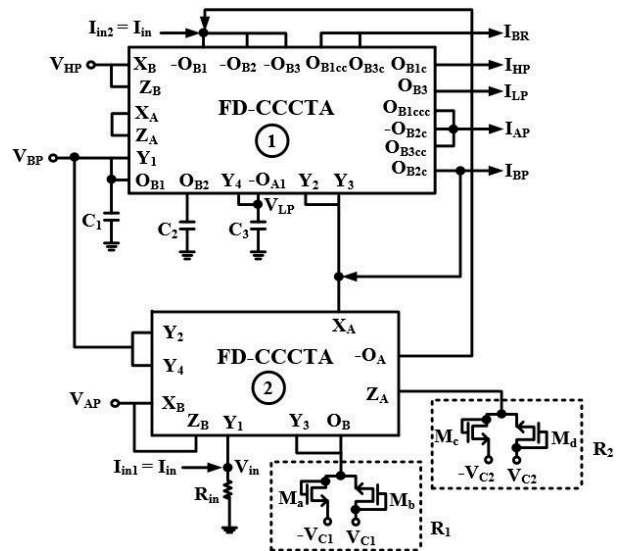 I_in2 = I_in
-O_B1 -O_B2 -O_B3 O_B1cc O_B3c O_B1c
I_BR
V_HP X_B
I_HP
Z_B
O_B3 I_LP
X_A
FD-CCCTA
O_B1ccc
Z_A
1
-O_B2c I_AP
V_BP Y_1
O_B3cc
O_B1 O_B2 Y_4 -O_A1 Y_2 Y_3
O_B2c I_BP
V_LP
C_1 C_2 C_3
X_A
Y_2
FD-CCCTA
-O_A
Y_4
2
V_AP X_B
Z_A
Z_B Y_1 Y_3 O_B
I_in1 = I_in V_in
R_in
M_a M_b
-V_C1 V_C1
R_1
M_c M_d
-V_C2 V_C2
R_2